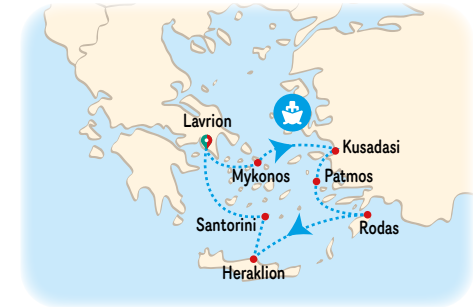 Lavrion
Kusadasi
Mykonos
Patmos
Santorini
Rodas
Heraklion